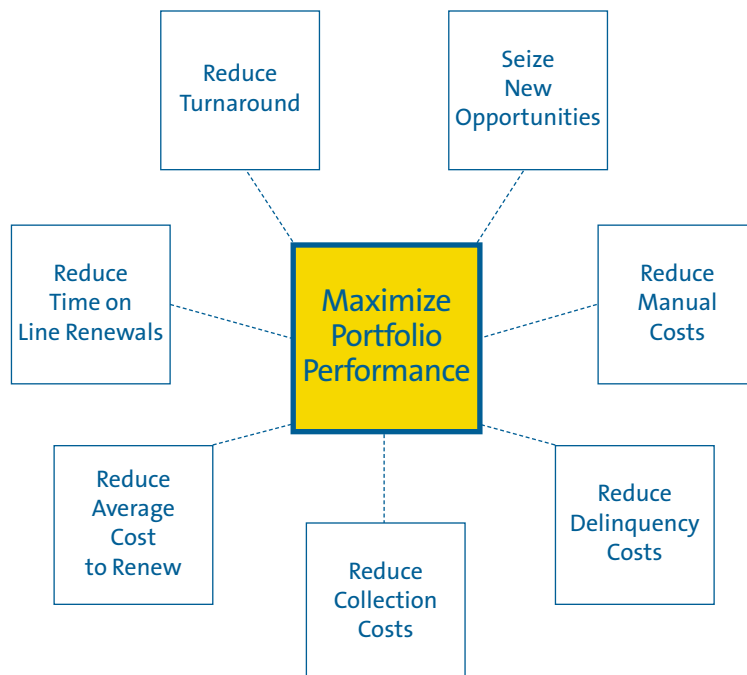 Reduce
Turnaround
Seize
New
Opportunities
Reduce
Time on
Line Renewals
Maximize
Portfolio
Performance
Reduce
Manual
Costs
Reduce
Average
Cost
to Renew
Reduce
Collection
Costs
Reduce
Delinquency
Costs